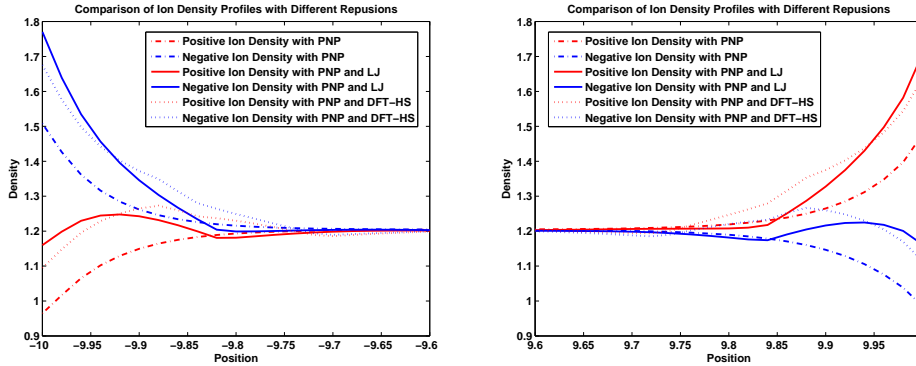 Comparison of Ion Density Profiles with Different Repusions
1.8
1.7
1.6
1.5
1.4
1.3
1.2
1.1
1
0.9
Density
Positive Ion Density with PNP
Negative Ion Density with PNP
Positive Ion Density with PNP and LJ
Negative Ion Density with PNP and LJ
Positive Ion Density with PNP and DFT−HS
Negative Ion Density with PNP and DFT−HS
−10 −9.95 −9.9 −9.85 −9.8 −9.75 −9.7 −9.65 −9.6
Position
Comparison of Ion Density Profiles with Different Repusions
1.8
1.7
1.6
1.5
1.4
1.3
1.2
1.1
1
0.9
Density
Positive Ion Density with PNP
Negative Ion Density with PNP
Positive Ion Density with PNP and LJ
Negative Ion Density with PNP and LJ
Positive Ion Density with PNP and DFT−HS
Negative Ion Density with PNP and DFT−HS
9.6 9.65 9.7 9.75 9.8 9.85 9.9 9.95
Position